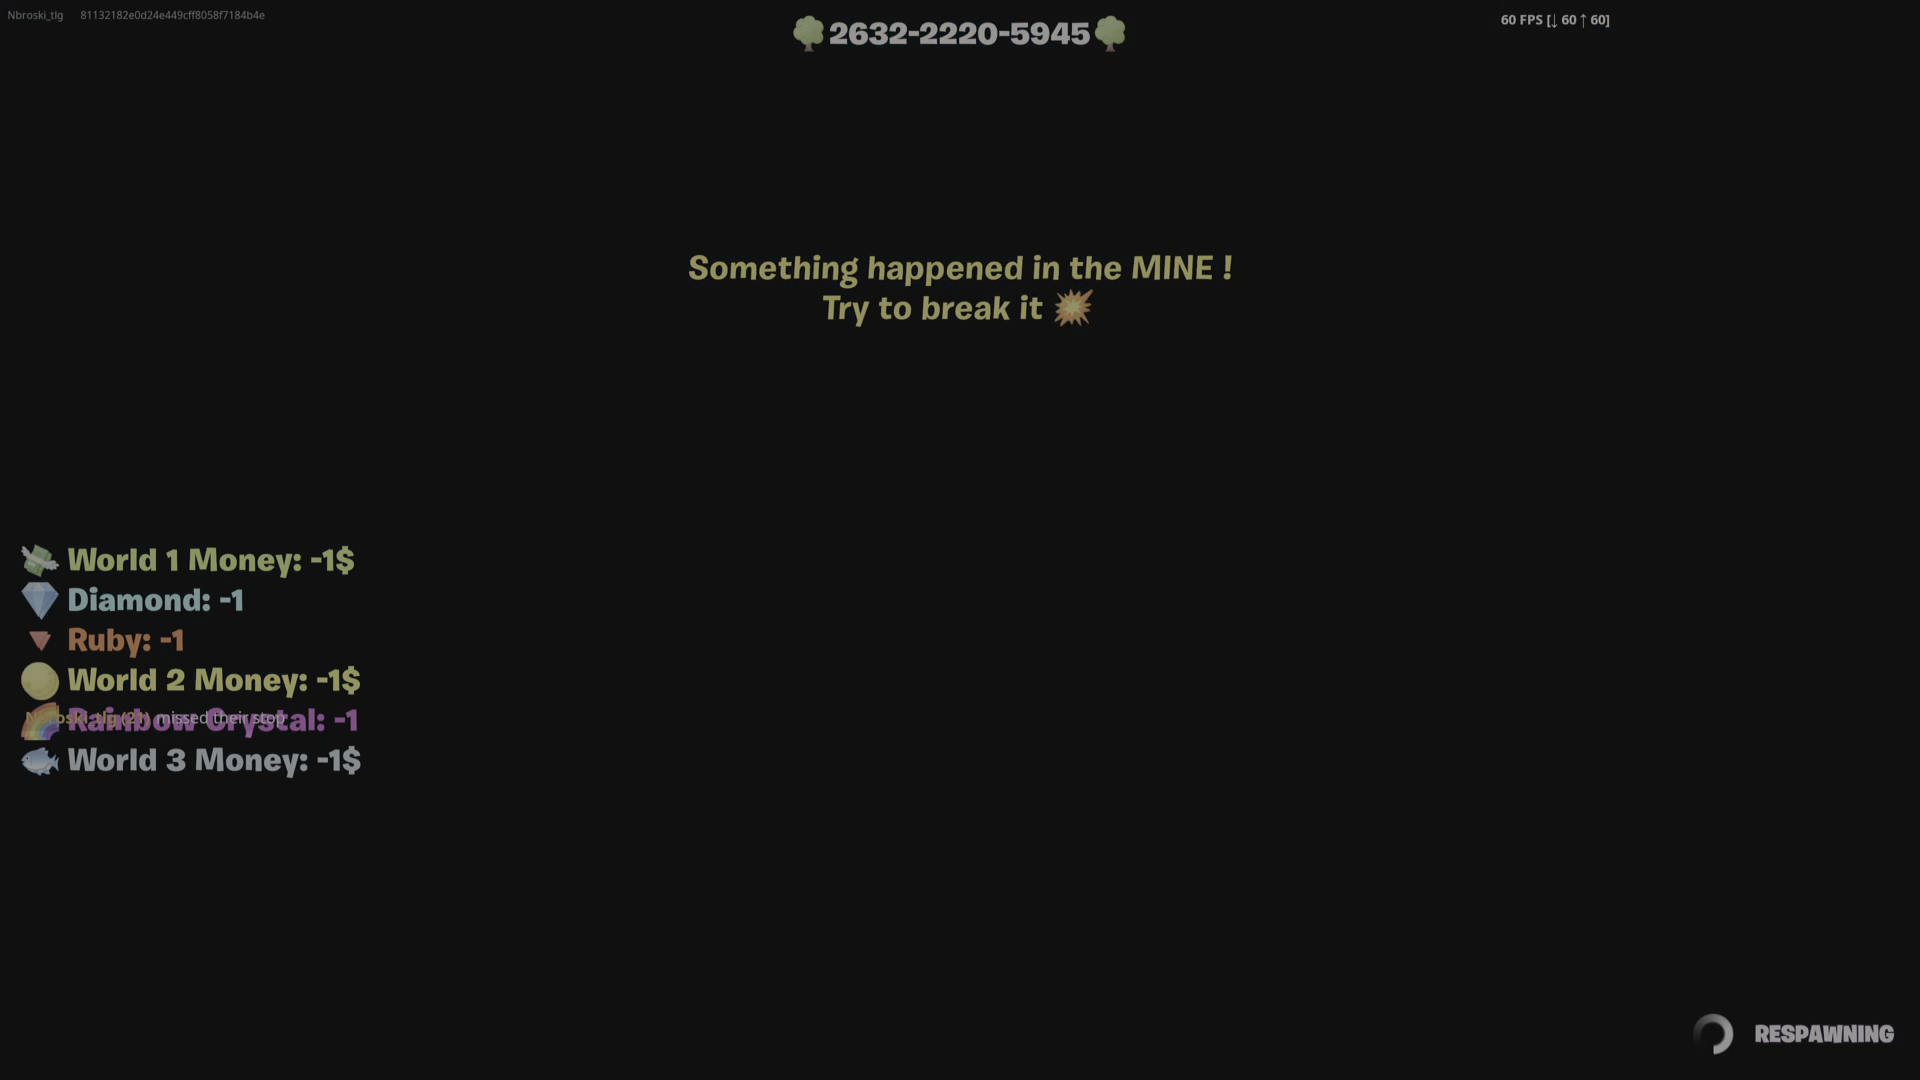 Nbroski_tlg 81132182e0d24e449cff8058f7184b4e
2632-2220-5945
60 FPS [↓ 60 ↑ 60]
Something happened in the MINE !
Try to break it
World 1 Money: -1$
Diamond: -1
Ruby: -1
World 2 Money: -1$
Nbroski_tlg (21) missed their stop
Rainbow Crystal: -1
World 3 Money: -1$
RESPAWNING